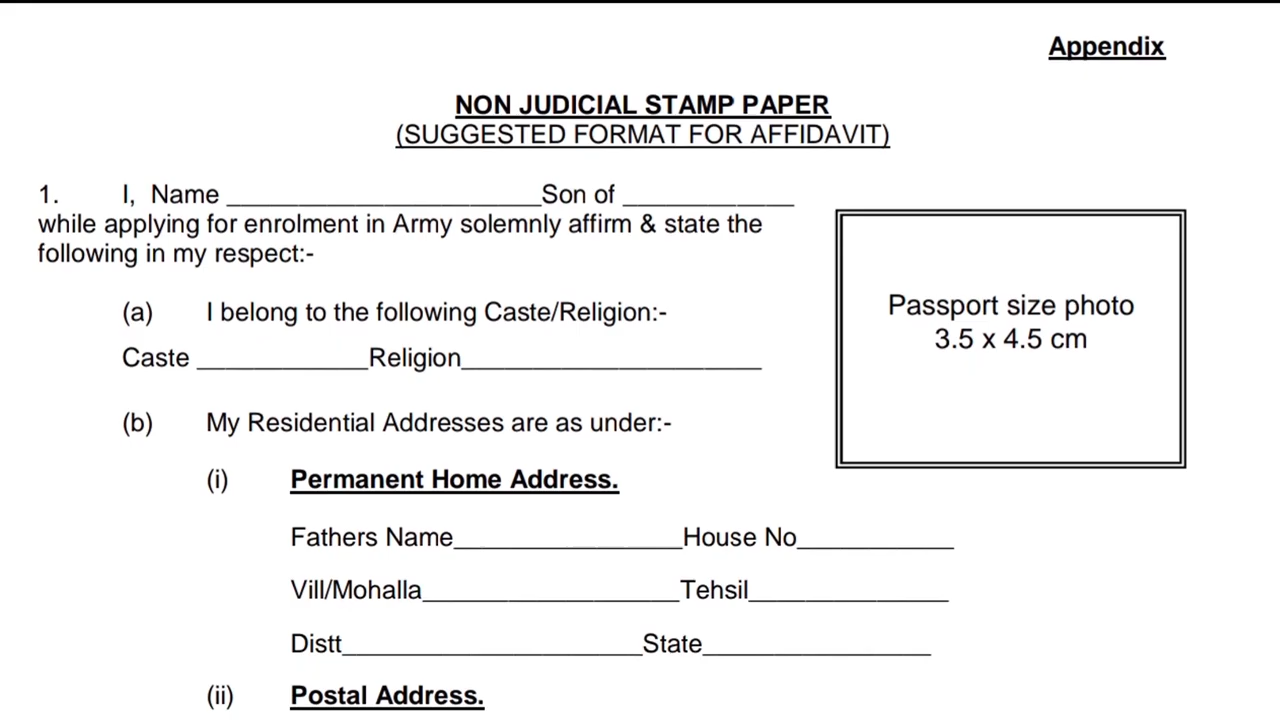 Appendix
NON JUDICIAL STAMP PAPER
(SUGGESTED FORMAT FOR AFFIDAVIT)
1. I, Name ______________________Son of ____________
while applying for enrolment in Army solemnly affirm & state the
following in my respect:-
Passport size photo
3.5 x 4.5 cm
(a) I belong to the following Caste/Religion:-
Caste ____________Religion_____________________
(b) My Residential Addresses are as under:-
(i) Permanent Home Address.
Fathers Name________________House No___________
Vill/Mohalla__________________Tehsil______________
Distt_____________________State________________
(ii) Postal Address.